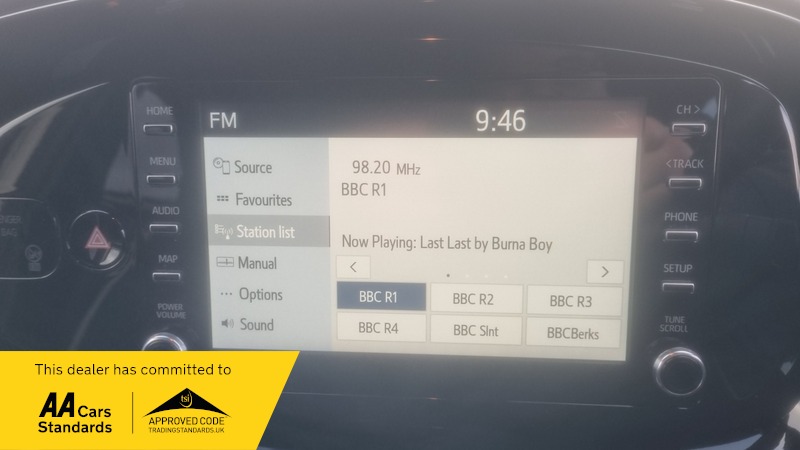 HOME
MENU
AUDIO
MAP
POWER
VOLUME
FM
9:46
Source
Favourites
Station list
Manual
Options
Sound
98.20 MHz
BBC R1
Now Playing: Last Last by Burna Boy
<
>
BBC R1 BBC R2 BBC R3
BBC R4 BBC SInt BBCBerks
CH >
< TRACK
PHONE
SETUP
TUNE
SCROLL
This dealer has committed to
AA Cars
Standards
tsi
APPROVED CODE
TRADINGSTANDARDS.UK